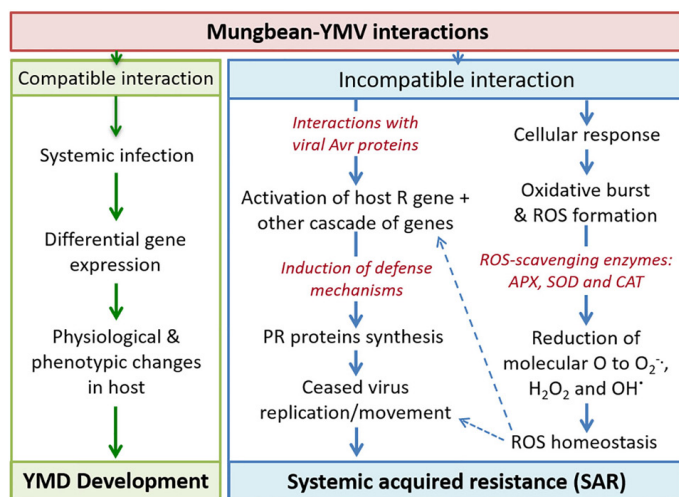 Mungbean-YMV interactions
Compatible interaction
Systemic infection
Differential gene
expression
Physiological &
phenotypic changes
in host
YMD Development
Incompatible interaction
Interactions with
viral Avr proteins
Activation of host R gene +
other cascade of genes
Induction of defense
mechanisms
PR proteins synthesis
Ceased virus
replication/movement
Cellular response
Oxidative burst
& ROS formation
ROS-scavenging enzymes:
APX, SOD and CAT
Reduction of
molecular O to O₂⁻·,
H₂O₂ and OH·
ROS homeostasis
Systemic acquired resistance (SAR)